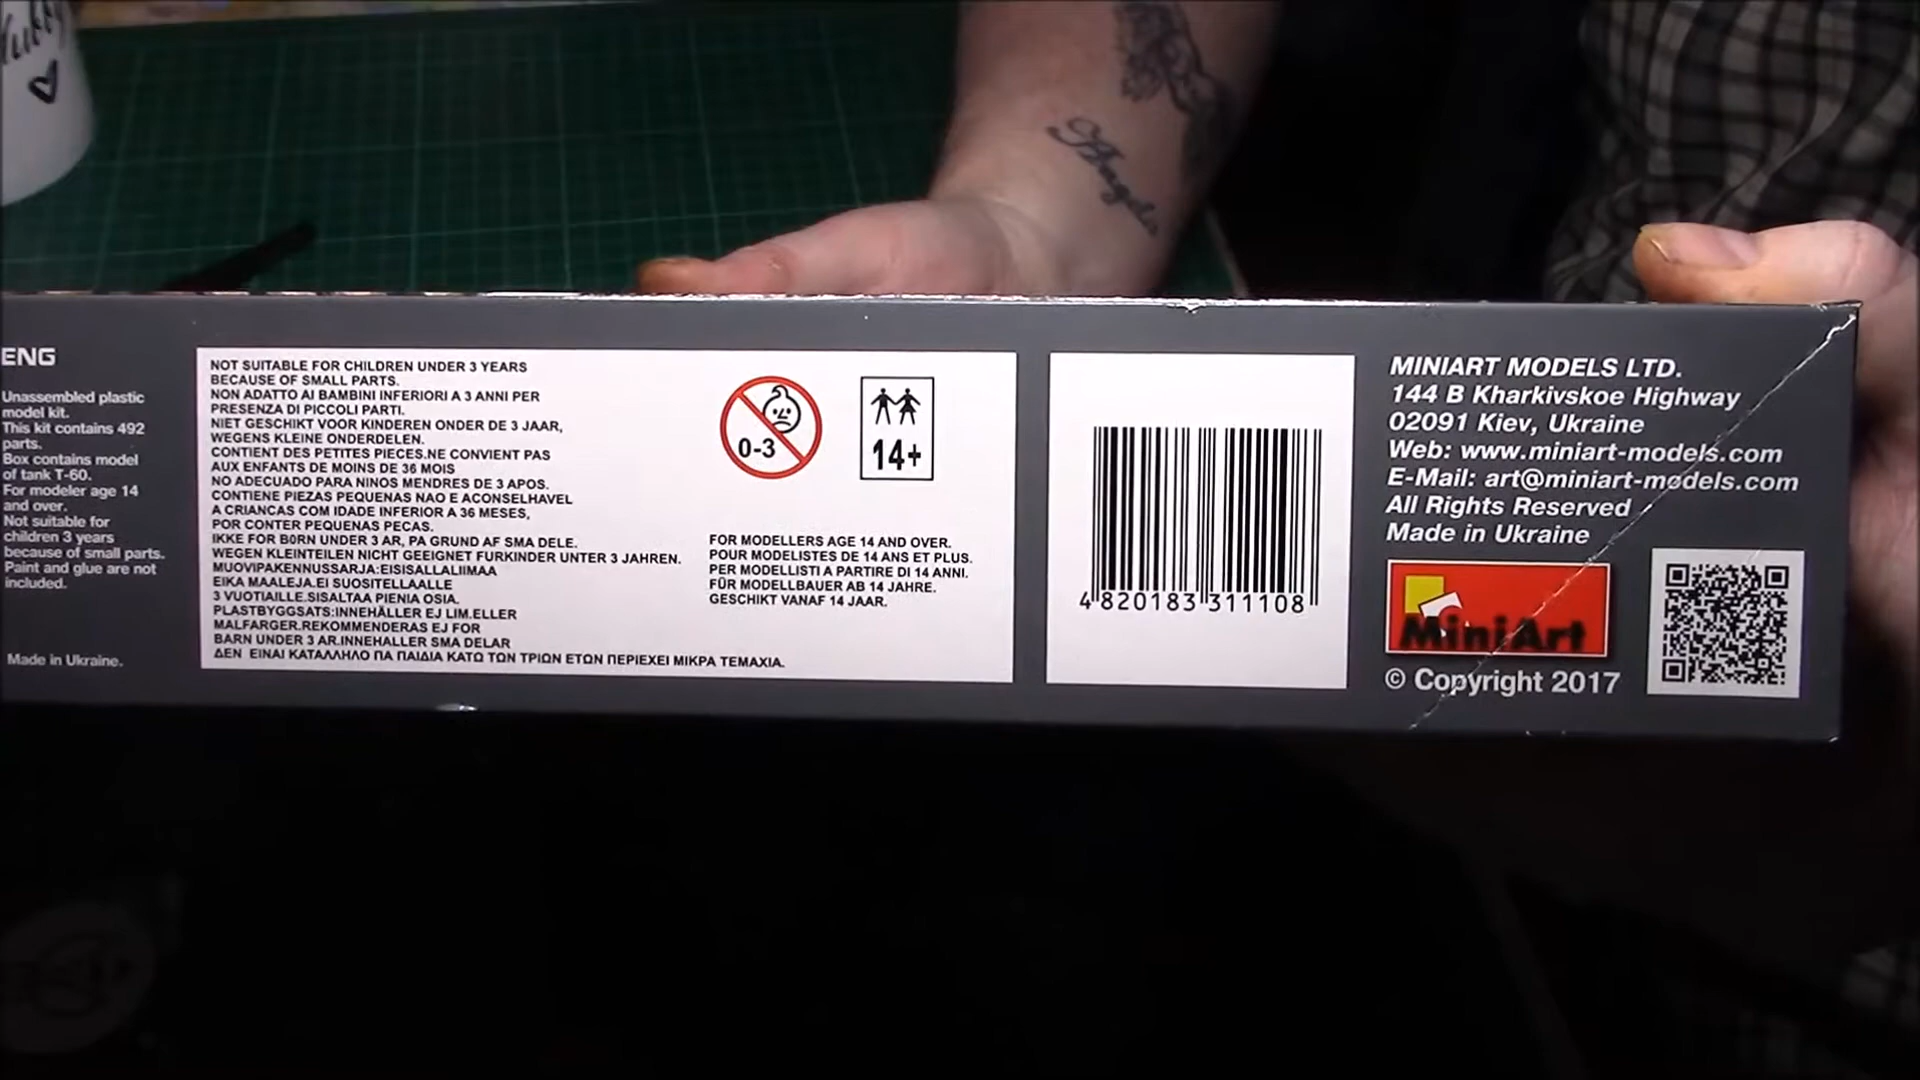 Hubby
Angel
ENG
Unassembled plastic
model kit.
This kit contains 492
parts.
Box contains model
of tank T-60.
For modeler age 14
and over.
Not suitable for
children 3 years
because of small parts.
Paint and glue are not
included.
Made in Ukraine.
NOT SUITABLE FOR CHILDREN UNDER 3 YEARS
BECAUSE OF SMALL PARTS.
NON ADATTO AI BAMBINI INFERIORI A 3 ANNI PER
PRESENZA DI PICCOLI PARTI.
NIET GESCHIKT VOOR KINDEREN ONDER DE 3 JAAR,
WEGENS KLEINE ONDERDELEN.
CONTIENT DES PETITES PIECES.NE CONVIENT PAS
AUX ENFANTS DE MOINS DE 36 MOIS
NO ADECUADO PARA NINOS MENDRES DE 3 APOS.
CONTIENE PIEZAS PEQUENAS NAO E ACONSELHAVEL
A CRIANCAS COM IDADE INFERIOR A 36 MESES,
POR CONTER PEQUENAS PECAS.
IKKE FOR B0RN UNDER 3 AR, PA GRUND AF SMA DELE.
WEGEN KLEINTEILEN NICHT GEEIGNET FURKINDER UNTER 3 JAHREN.
MUOVIPAKENNUSSARJA:EISISALLALIIMAA
EIKA MAALEJA.EI SUOSITELLAALLE
3 VUOTIAILLE.SISALTAA PIENIA OSIA.
PLASTBYGGSATS:INNEHÄLLER EJ LIM.ELLER
MALFARGER.REKOMMENDERAS EJ FOR
BARN UNDER 3 AR.INNEHALLER SMA DELAR
ΔΕΝ ΕΙΝΑΙ ΚΑΤΑΛΛΗΛΟ ΓΙΑ ΠΑΙΔΙΑ ΚΑΤΩ ΤΩΝ ΤΡΙΩΝ ΕΤΩΝ ΠΕΡΙΕΧΕΙ ΜΙΚΡΑ ΤΕΜΑΧΙΑ.
0-3
14+
FOR MODELLERS AGE 14 AND OVER.
POUR MODELISTES DE 14 ANS ET PLUS.
PER MODELLISTI A PARTIRE DI 14 ANNI.
FÜR MODELLBAUER AB 14 JAHRE.
GESCHIKT VANAF 14 JAAR.
4 820183 311108
MINIART MODELS LTD.
144 B Kharkivskoe Highway
02091 Kiev, Ukraine
Web: www.miniart-models.com
E-Mail: art@miniart-models.com
All Rights Reserved
Made in Ukraine
MiniArt
© Copyright 2017